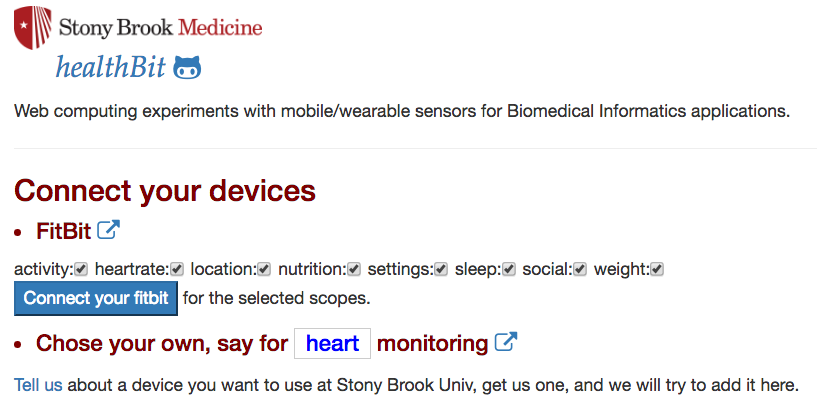 Stony Brook Medicine
healthBit
Web computing experiments with mobile/wearable sensors for Biomedical Informatics applications.
Connect your devices
• FitBit
activity: heartrate: location: nutrition: settings: sleep: social: weight:
Connect your fitbit for the selected scopes.
• Chose your own, say for heart monitoring
Tell us about a device you want to use at Stony Brook Univ, get us one, and we will try to add it here.